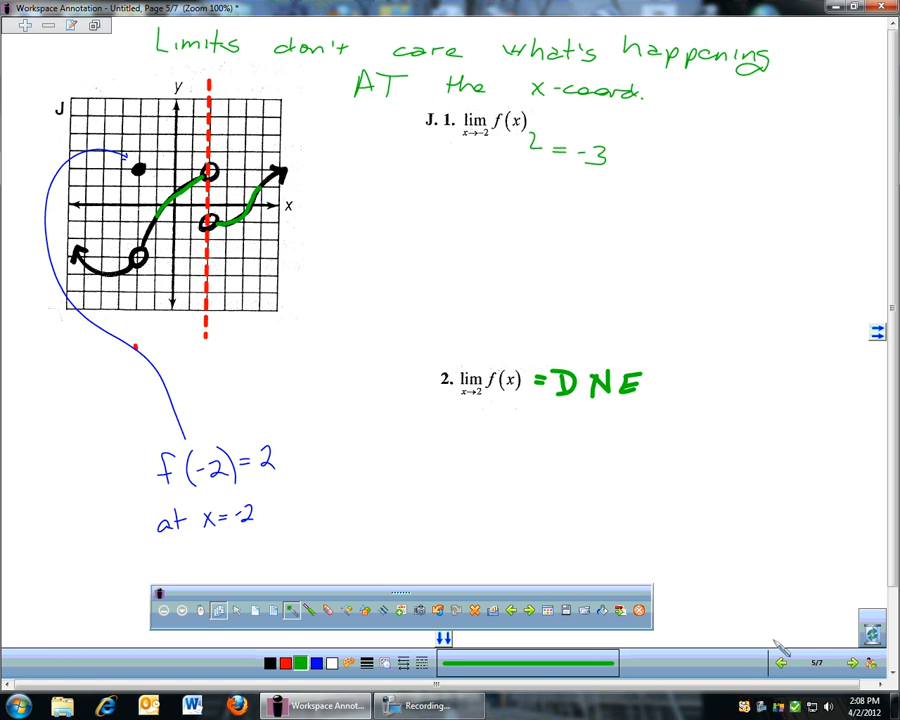 Workspace Annotation - Untitled, Page 5/7 (Zoom 100%) *
Limits don't care what's happening
AT the x-coord.
J
y
x
J. 1. lim f(x)
x→-2
2 = -3
2. lim f(x) = DNE
x→2
f(-2)=2
at x=-2
5/7
Workspace Annot...
Recording...
2:08 PM
4/2/2012